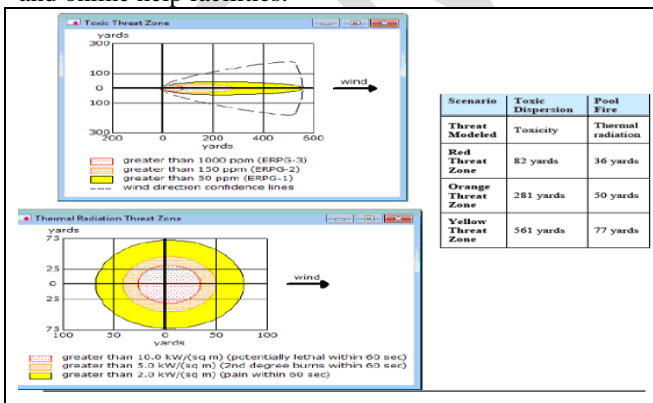 and online help facilities.
Toxic Threat Zone
yards
300
100
0
100
300
200
0
200
400
600
yards
wind
greater than 1000 ppm (ERPG-3)
greater than 150 ppm (ERPG-2)
greater than 50 ppm (ERPG-1)
wind direction confidence lines
Thermal Radiation Threat Zone
yards
75
25
0
25
75
100
50
0
50
100
yards
wind
greater than 10.0 kW/(sq m) (potentially lethal within 60 sec)
greater than 5.0 kW/(sq m) (2nd degree burns within 60 sec)
greater than 2.0 kW/(sq m) (pain within 60 sec)
Scenario Toxic Dispersion Pool Fire
Threat Modeled Toxicity Thermal radiation
Red Threat Zone 82 yards 36 yards
Orange Threat Zone 281 yards 50 yards
Yellow Threat Zone 561 yards 77 yards